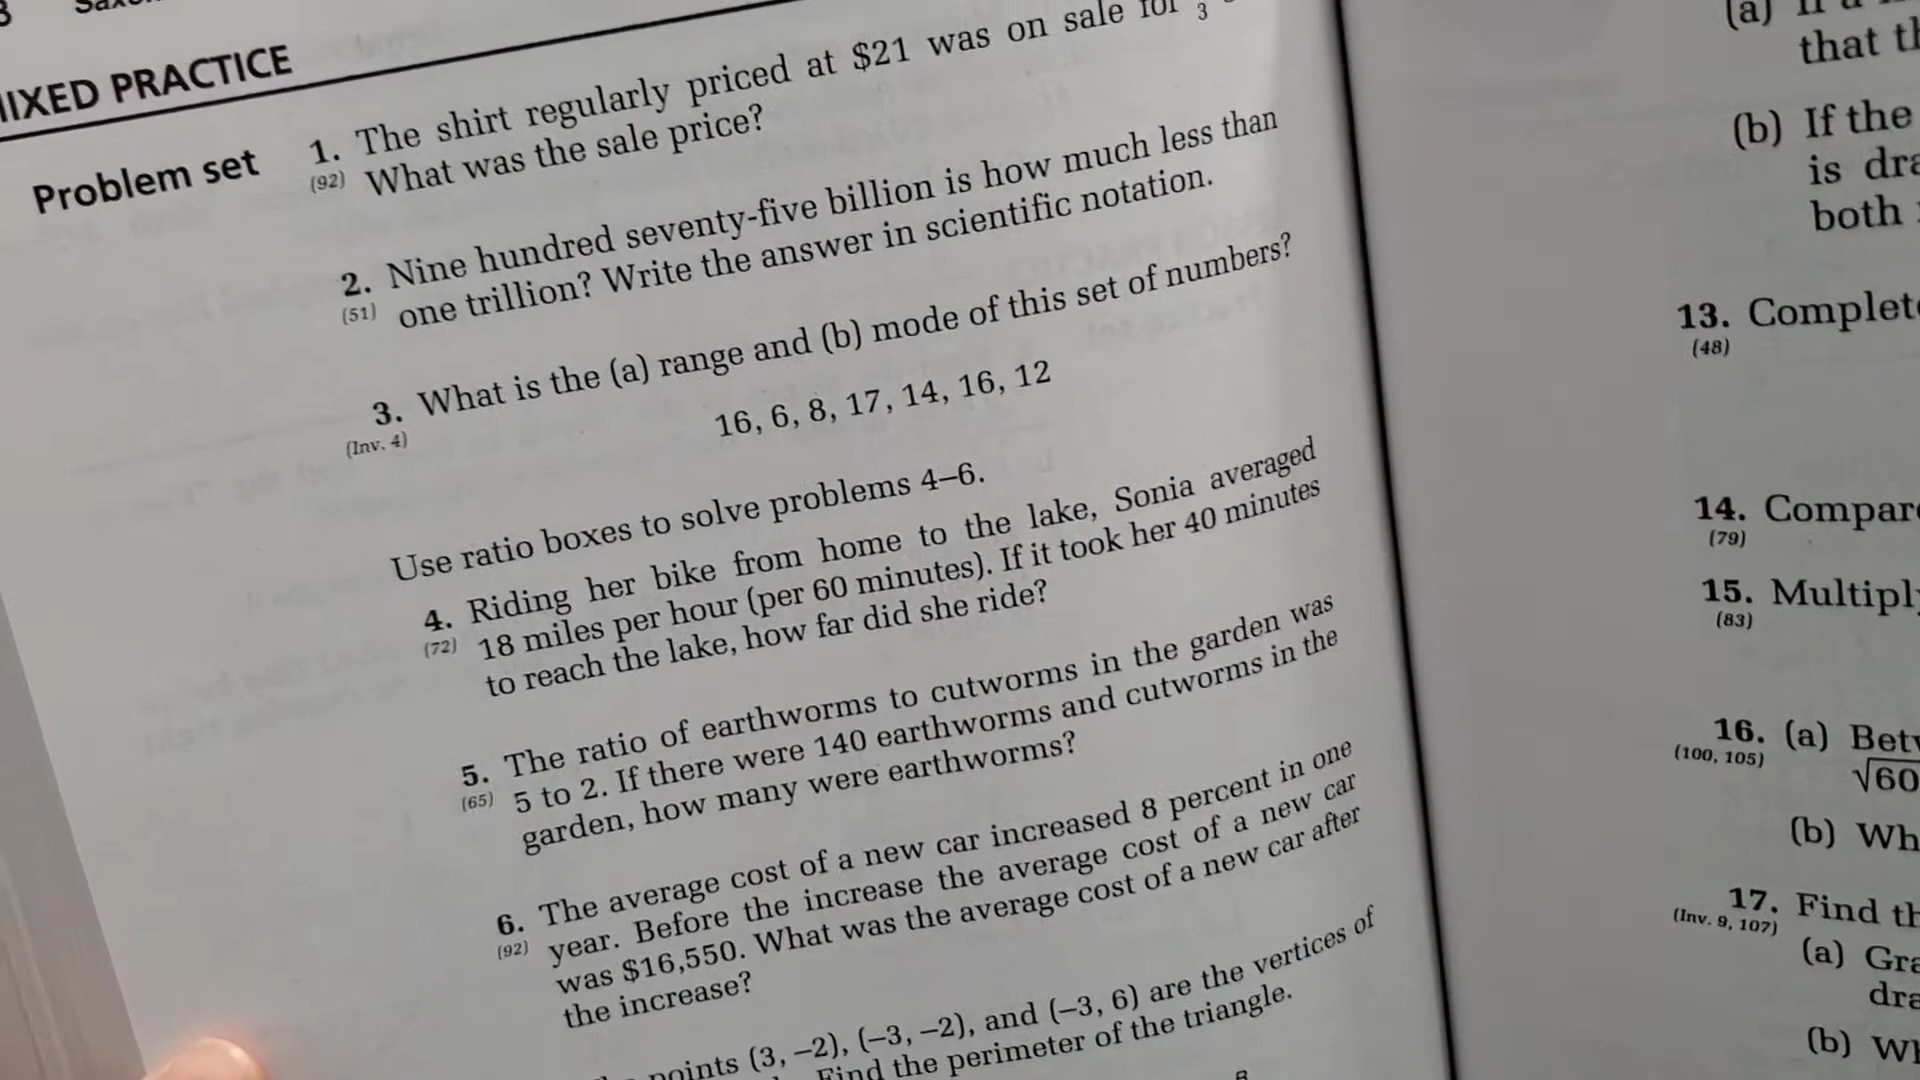 MIXED PRACTICE
Problem set
1. The shirt regularly priced at $21 was on sale for
(92) What was the sale price?
2. Nine hundred seventy-five billion is how much less than
(51) one trillion? Write the answer in scientific notation.
3. What is the (a) range and (b) mode of this set of numbers?
(Inv. 4)
16, 6, 8, 17, 14, 16, 12
Use ratio boxes to solve problems 4–6.
4. Riding her bike from home to the lake, Sonia averaged
(72) 18 miles per hour (per 60 minutes). If it took her 40 minutes
to reach the lake, how far did she ride?
5. The ratio of earthworms to cutworms in the garden was
(65) 5 to 2. If there were 140 earthworms and cutworms in the
garden, how many were earthworms?
6. The average cost of a new car increased 8 percent in one
(92) year. Before the increase the average cost of a new car
was $16,550. What was the average cost of a new car after
the increase?
points (3, –2), (–3, –2), and (–3, 6) are the vertices of
Find the perimeter of the triangle.
(a)
that
(b) If the
is
both
13.
(48)
14.
(79)
15.
(83)
16. (a)
(100, 105) √60
(b)
17. Find
(Inv. 9, 107)
(a)
(b)